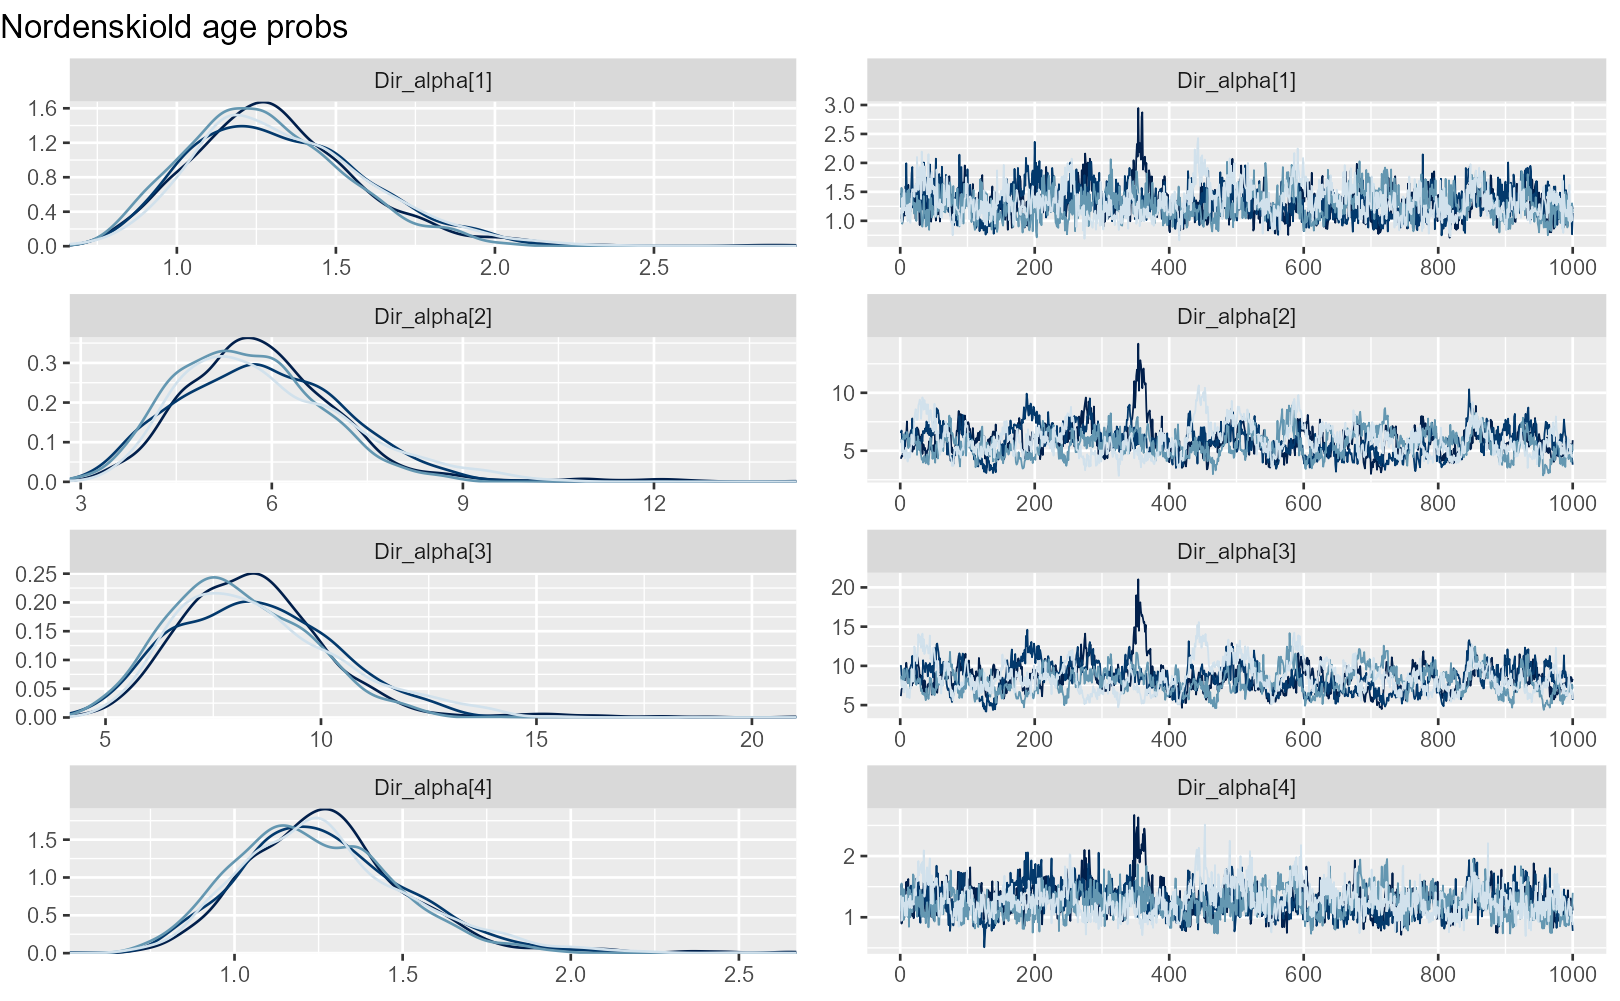 Nordenskiold age probs
Dir_alpha[1]
1.6
1.2
0.8
0.4
0.0
1.0 1.5 2.0 2.5
Dir_alpha[1]
3.0
2.5
2.0
1.5
1.0
0 200 400 600 800 1000
Dir_alpha[2]
0.3
0.2
0.1
0.0
3 6 9 12
Dir_alpha[2]
10
5
0 200 400 600 800 1000
Dir_alpha[3]
0.25
0.20
0.15
0.10
0.05
0.00
5 10 15 20
Dir_alpha[3]
20
15
10
5
0 200 400 600 800 1000
Dir_alpha[4]
1.5
1.0
0.5
0.0
1.0 1.5 2.0 2.5
Dir_alpha[4]
2
1
0 200 400 600 800 1000